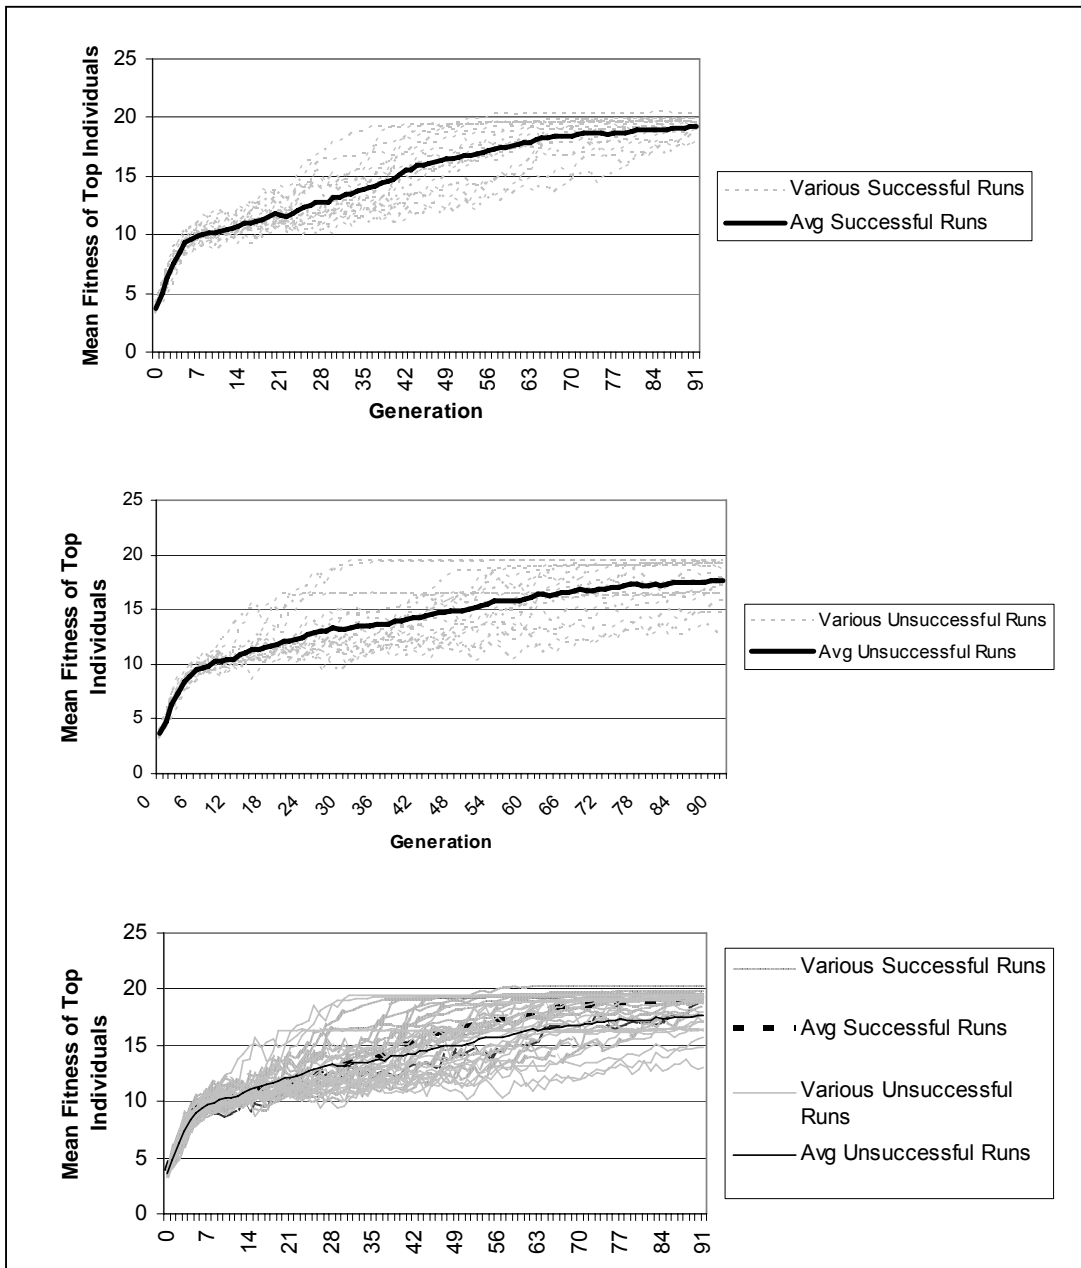 Mean Fitness of Top Individuals
25
20
15
10
5
0
0 7 14 21 28 35 42 49 56 63 70 77 84 91
Generation
Various Successful Runs
Avg Successful Runs
Mean Fitness of Top
Individuals
25
20
15
10
5
0
0 6 12 18 24 30 36 42 48 54 60 66 72 78 84 90
Generation
Various Unsuccessful Runs
Avg Unsuccessful Runs
Mean Fitness of Top
Individuals
25
20
15
10
5
0
0 7 14 21 28 35 42 49 56 63 70 77 84 91
Various Successful Runs
Avg Successful Runs
Various Unsuccessful
Runs
Avg Unsuccessful Runs